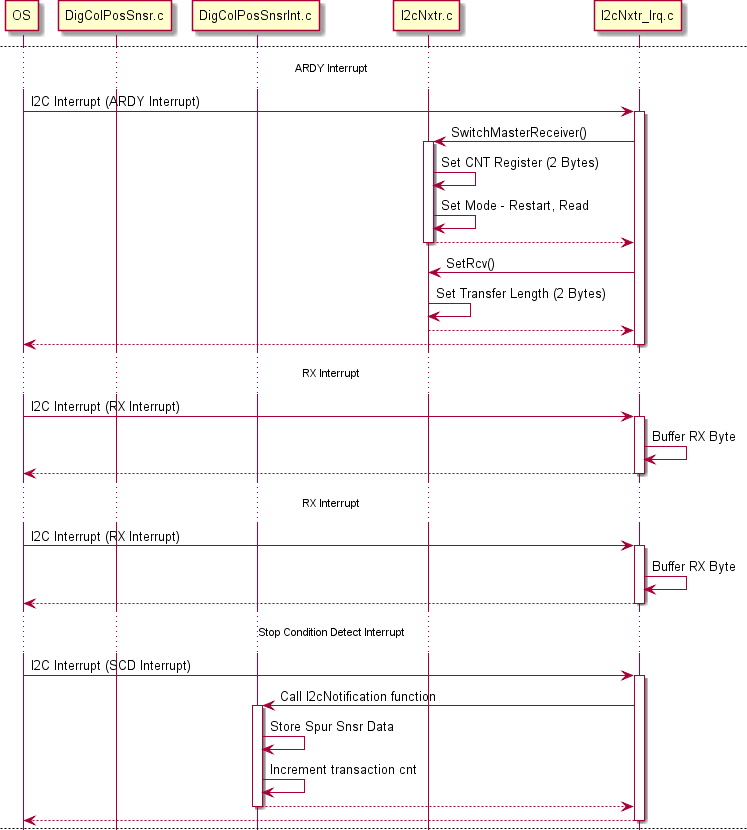 OS
DigColPosSnsr.c
DigColPosSnsrInt.c
I2cNxtr.c
I2cNxtr_Irq.c
ARDY Interrupt
I2C Interrupt (ARDY Interrupt)
SwitchMasterReceiver()
Set CNT Register (2 Bytes)
Set Mode - Restart, Read
SetRcv()
Set Transfer Length (2 Bytes)
RX Interrupt
I2C Interrupt (RX Interrupt)
Buffer RX Byte
RX Interrupt
I2C Interrupt (RX Interrupt)
Buffer RX Byte
Stop Condition Detect Interrupt
I2C Interrupt (SCD Interrupt)
Call I2cNotification function
Store Spur Snsr Data
Increment transaction cnt